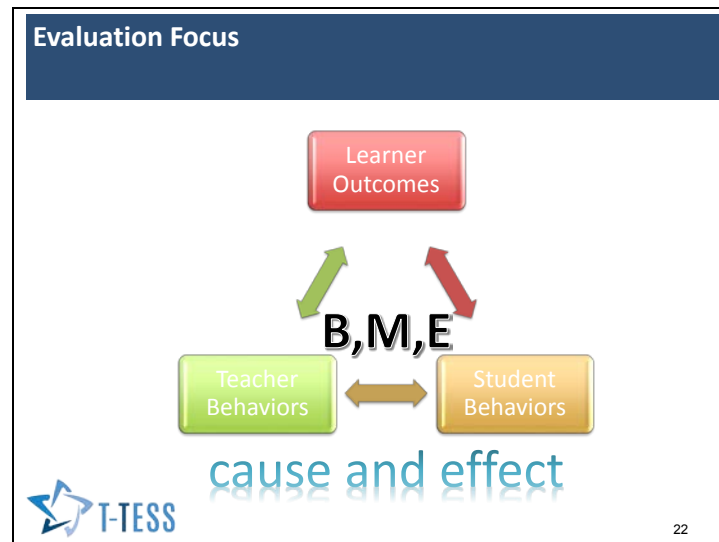 Evaluation Focus
Learner
Outcomes
B,M,E
Teacher
Behaviors
Student
Behaviors
cause and effect
T-TESS
22